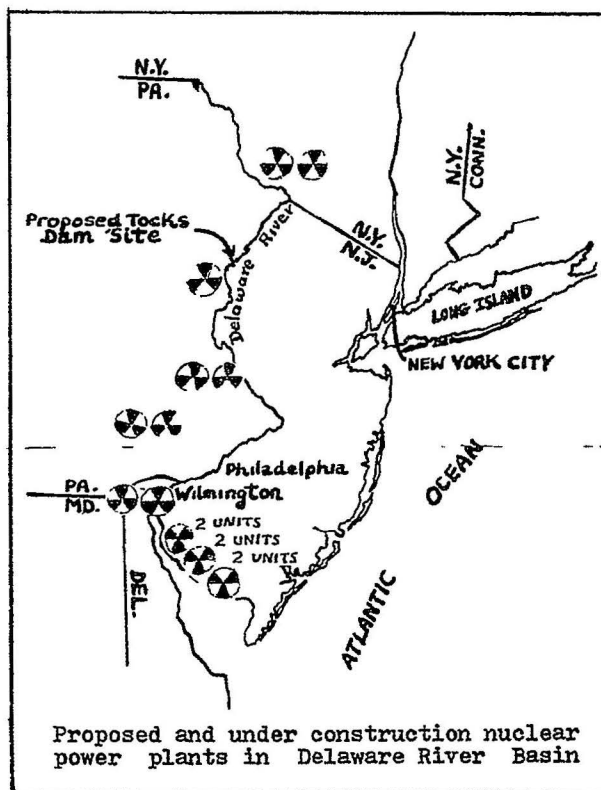 N.Y.
PA.
N.Y.
CONN.
Proposed Tocks
Dam Site
Delaware River
N.Y.
N.J.
LONG ISLAND
NEW YORK CITY
Philadelphia
OCEAN
PA.
MD.
Wilmington
2 UNITS
2 UNITS
2 UNITS
DEL.
ATLANTIC
Proposed and under construction nuclear
power plants in Delaware River Basin